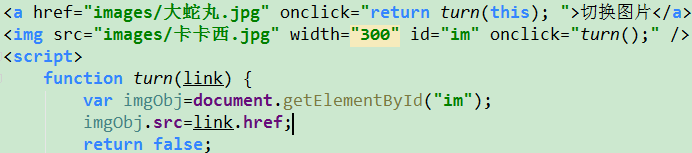 <a href="images/大蛇丸.jpg" onclick="return turn(this); ">切换图片</a>
<img src="images/卡卡西.jpg" width="300" id="im" onclick="turn();" />
<script>
function turn(link) {
var imgObj=document.getElementById("im");
imgObj.src=link.href;
return false;